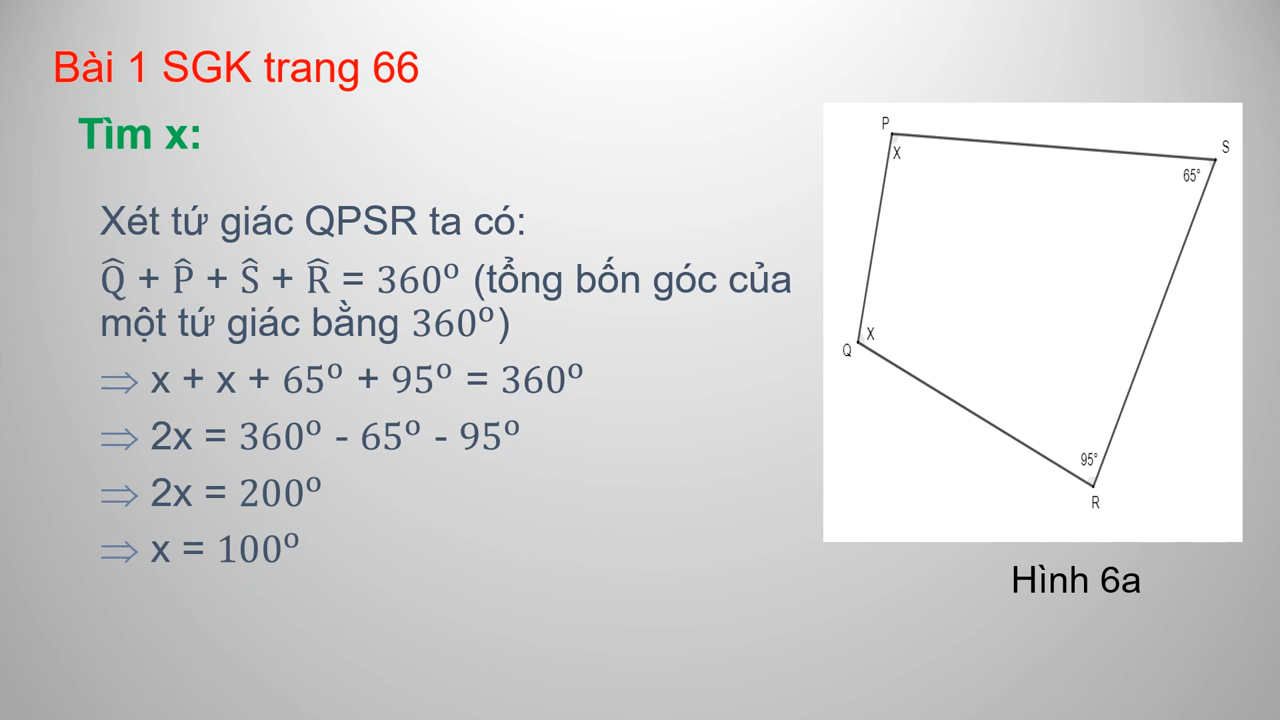 Bài 1 SGK trang 66
Tìm x:
Xét tứ giác QPSR ta có:
Q̂ + P̂ + Ŝ + R̂ = 360º (tổng bốn góc của
một tứ giác bằng 360º)
⇒ x + x + 65º + 95º = 360º
⇒ 2x = 360º - 65º - 95º
⇒ 2x = 200º
⇒ x = 100º
P
X
S
65°
Q
X
95°
R
Hình 6a